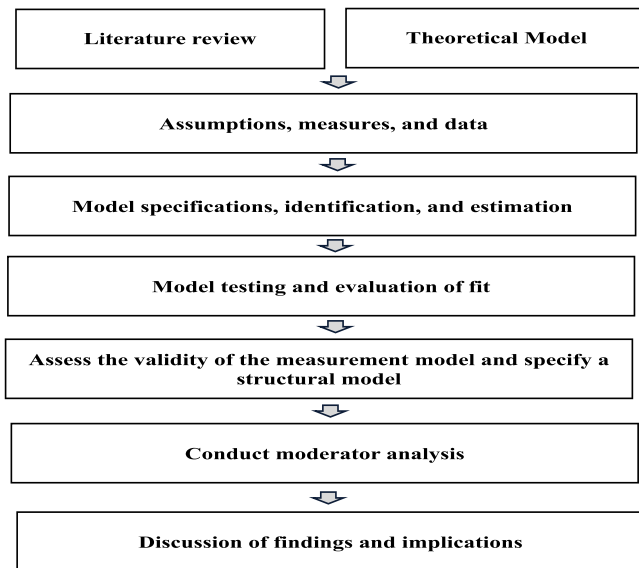 Literature review
Theoretical Model
Assumptions, measures, and data
Model specifications, identification, and estimation
Model testing and evaluation of fit
Assess the validity of the measurement model and specify a
structural model
Conduct moderator analysis
Discussion of findings and implications